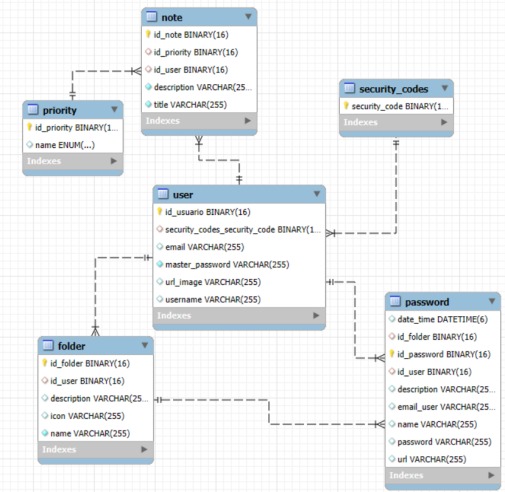 note
id_note BINARY(16)
id_priority BINARY(16)
id_user BINARY(16)
description VARCHAR(25...
title VARCHAR(255)
Indexes
priority
id_priority BINARY(1...
name ENUM(...)
Indexes
security_codes
security_code BINARY(1...
Indexes
user
id_usuario BINARY(16)
security_codes_security_code BINARY(1...
email VARCHAR(255)
master_password VARCHAR(255)
url_image VARCHAR(255)
username VARCHAR(255)
Indexes
folder
id_folder BINARY(16)
id_user BINARY(16)
description VARCHAR(25...
icon VARCHAR(255)
name VARCHAR(255)
Indexes
password
date_time DATETIME(6)
id_folder BINARY(16)
id_password BINARY(16)
id_user BINARY(16)
description VARCHAR(25...
email_user VARCHAR(25...
name VARCHAR(255)
password VARCHAR(255)
url VARCHAR(255)
Indexes